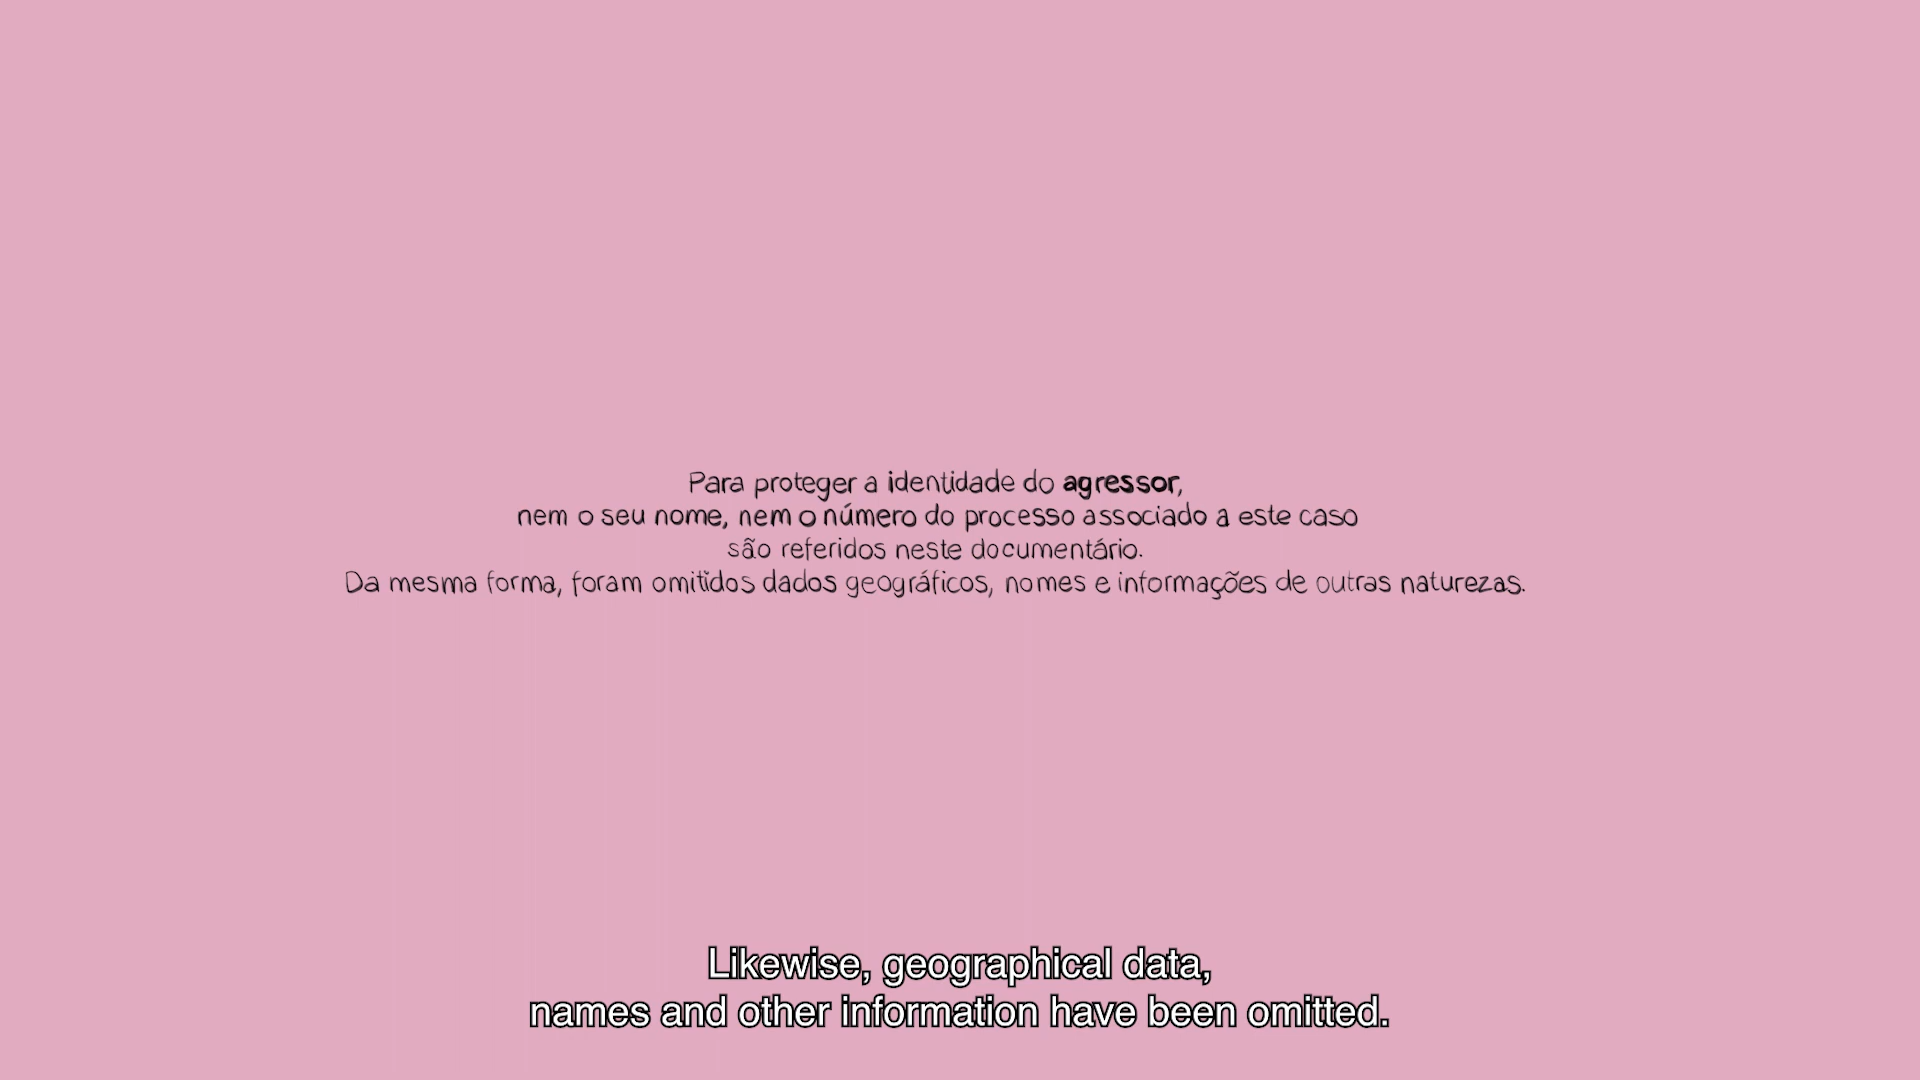 Para proteger a identidade do agressor,
nem o seu nome, nem o número do processo associado a este caso
são referidos neste documentário.
Da mesma forma, foram omitidos dados geográficos, nomes e informações de outras naturezas.
Likewise, geographical data,
names and other information have been omitted.